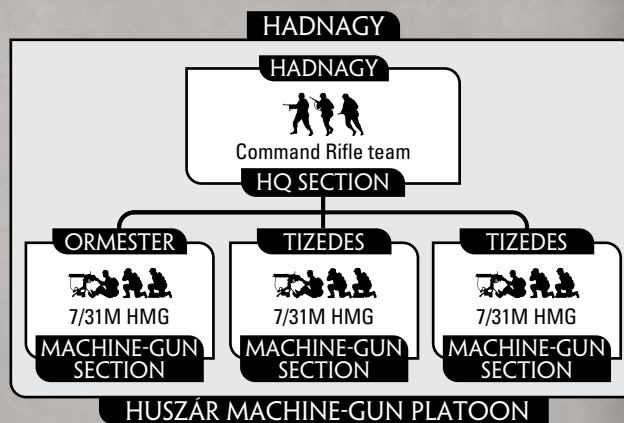 HADNAGY
HADNAGY
Command Rifle team
HQ SECTION
ORMESTER
7/31M HMG
MACHINE-GUN
SECTION
TIZEDES
7/31M HMG
MACHINE-GUN
SECTION
TIZEDES
7/31M HMG
MACHINE-GUN
SECTION
HUSZÁR MACHINE-GUN PLATOON